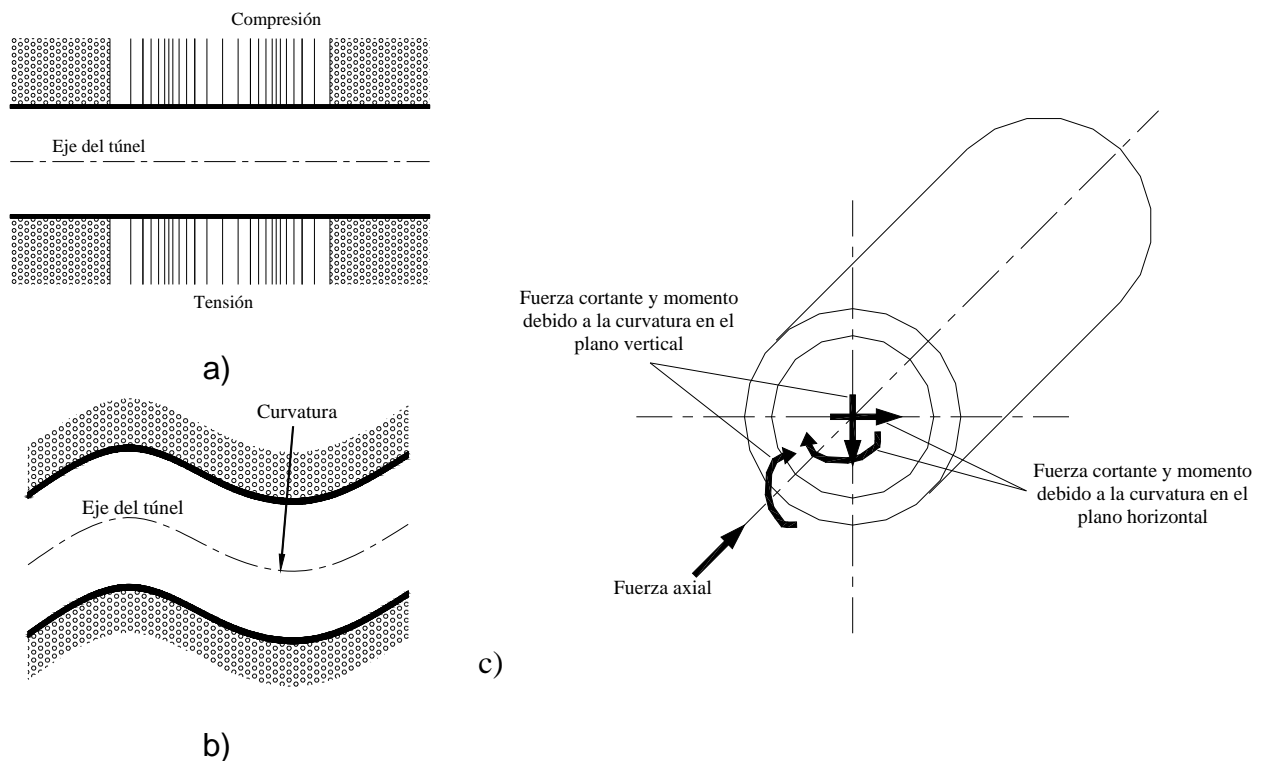 Compresión
Eje del túnel
Tensión
a)
Curvatura
Eje del túnel
b)
Fuerza cortante y momento
debido a la curvatura en el
plano vertical
Fuerza cortante y momento
debido a la curvatura en el
plano horizontal
Fuerza axial
c)